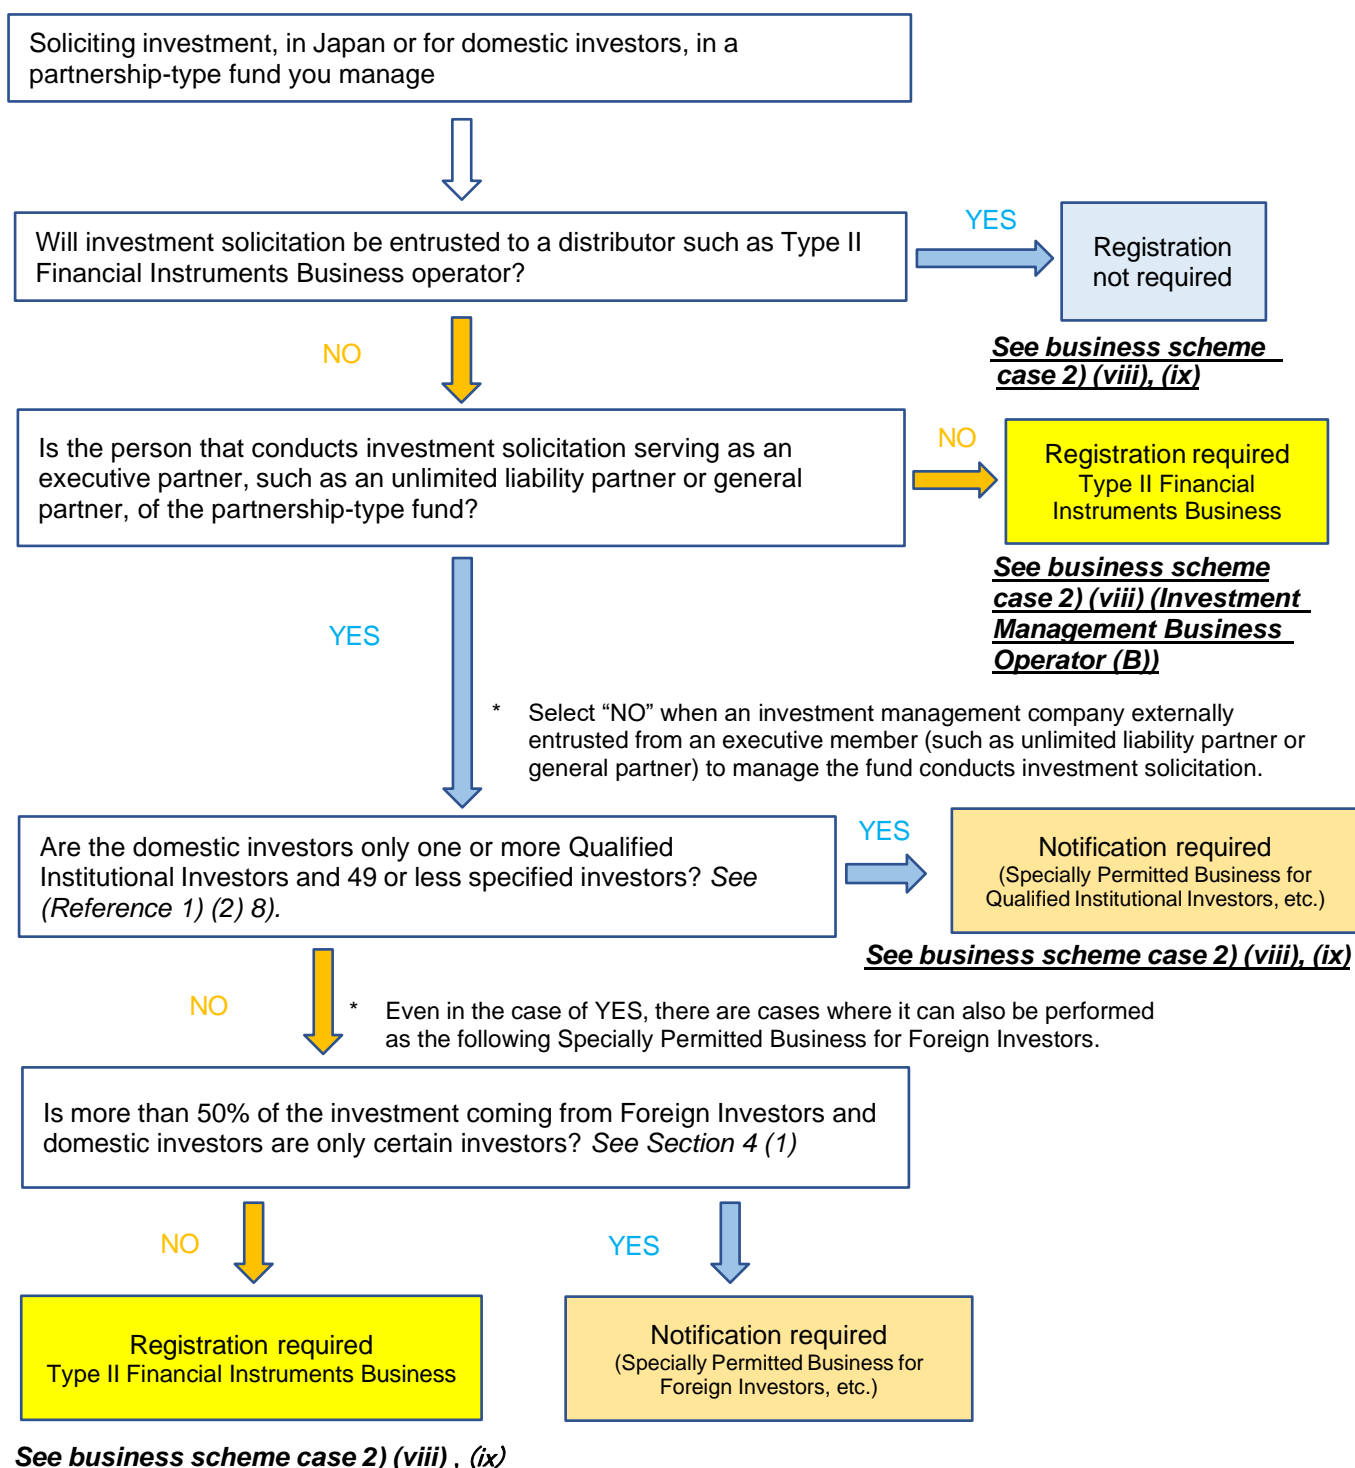 Soliciting investment, in Japan or for domestic investors, in a
partnership-type fund you manage
Will investment solicitation be entrusted to a distributor such as Type II
Financial Instruments Business operator?
YES
Registration
not required
See business scheme
case 2) (viii), (ix)
NO
Is the person that conducts investment solicitation serving as an
executive partner, such as an unlimited liability partner or general
partner, of the partnership-type fund?
NO
Registration required
Type II Financial
Instruments Business
See business scheme
case 2) (viii) (Investment
Management Business
Operator (B))
YES
* Select “NO” when an investment management company externally
entrusted from an executive member (such as unlimited liability partner or
general partner) to manage the fund conducts investment solicitation.
Are the domestic investors only one or more Qualified
Institutional Investors and 49 or less specified investors? See
(Reference 1) (2) 8).
YES
Notification required
(Specially Permitted Business for
Qualified Institutional Investors, etc.)
See business scheme case 2) (viii), (ix)
NO
* Even in the case of YES, there are cases where it can also be performed
as the following Specially Permitted Business for Foreign Investors.
Is more than 50% of the investment coming from Foreign Investors and
domestic investors are only certain investors? See Section 4 (1)
NO
YES
Registration required
Type II Financial Instruments Business
Notification required
(Specially Permitted Business for
Foreign Investors, etc.)
See business scheme case 2) (viii) , (ix)